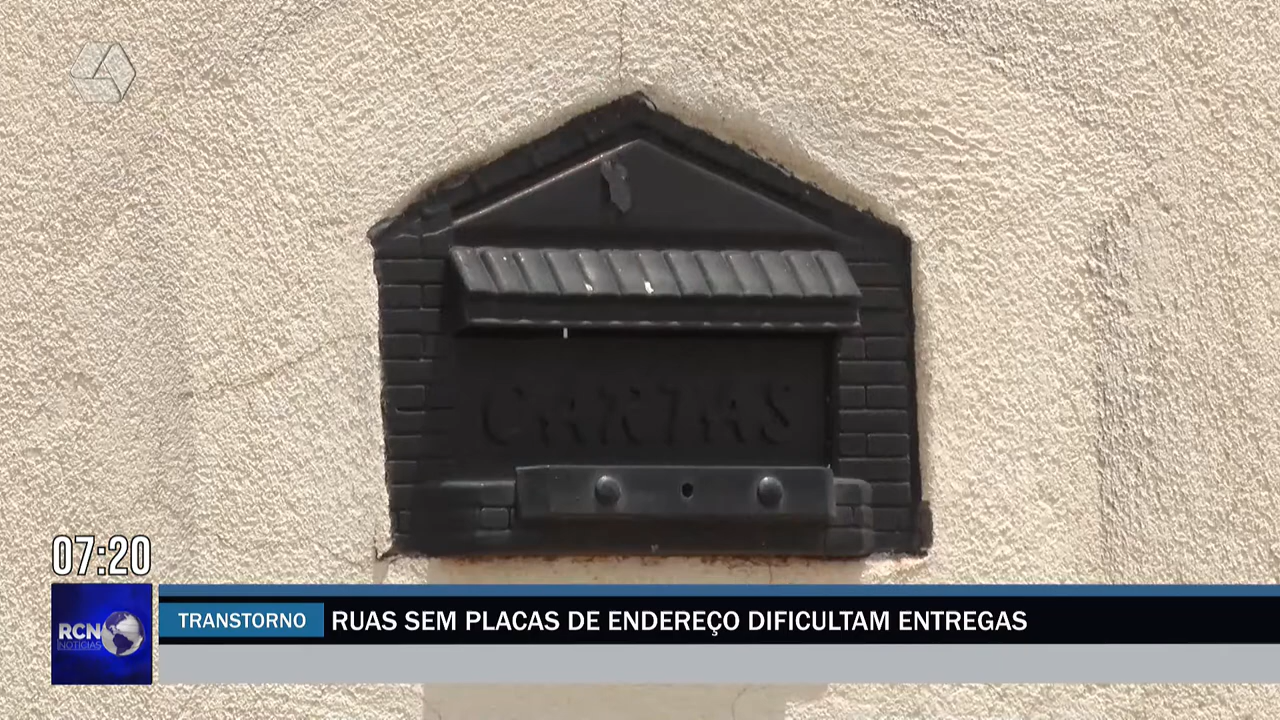 CARTAS
07:20
RCN
NOTÍCIAS
TRANSTORNO
RUAS SEM PLACAS DE ENDEREÇO DIFICULTAM ENTREGAS